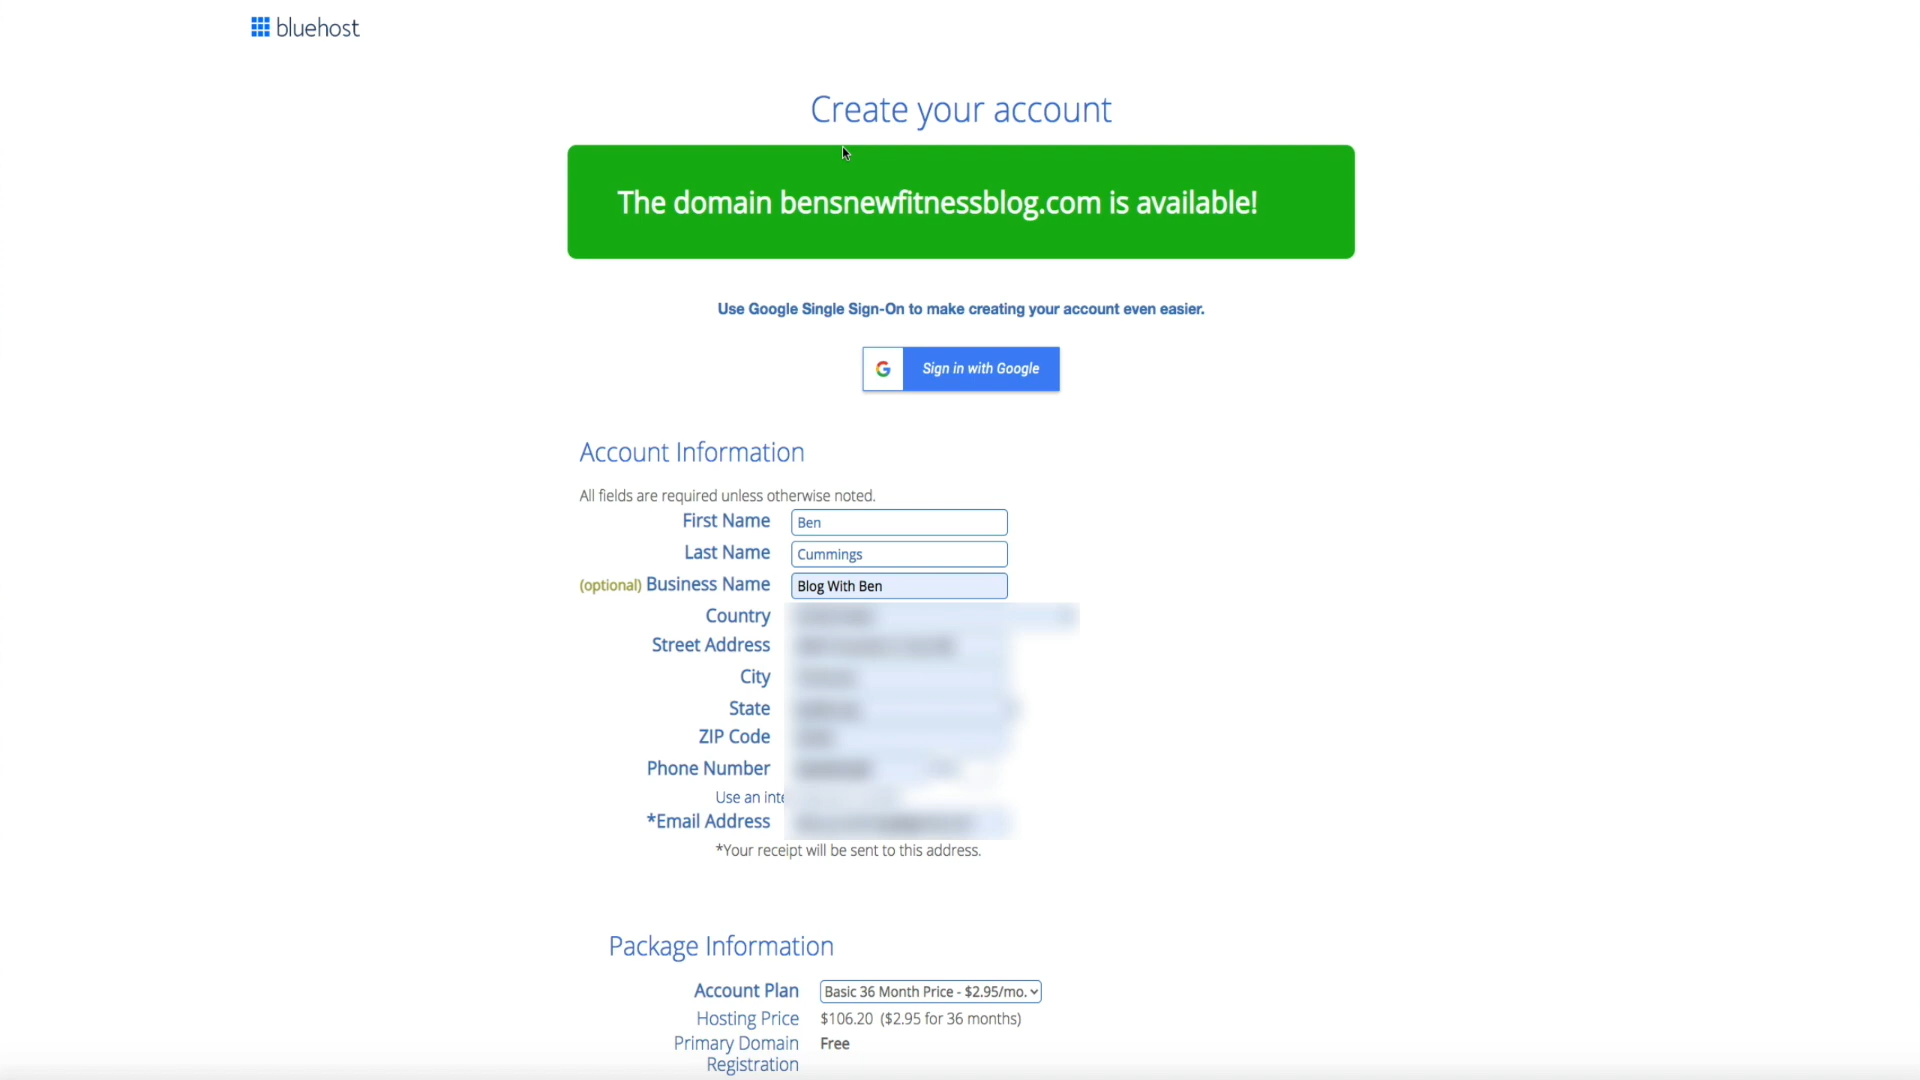 bluehost
Create your account
The domain bensnewfitnessblog.com is available!
Use Google Single Sign-On to make creating your account even easier.
G Sign in with Google
Account Information
All fields are required unless otherwise noted.
First Name Ben
Last Name Cummings
(optional) Business Name Blog With Ben
Country
Street Address
City
State
ZIP Code
Phone Number
Use an
*Email Address
*Your receipt will be sent to this address.
Package Information
Account Plan Basic 36 Month Price - $2.95/mo.
Hosting Price $106.20 ($2.95 for 36 months)
Primary Domain Free
Registration